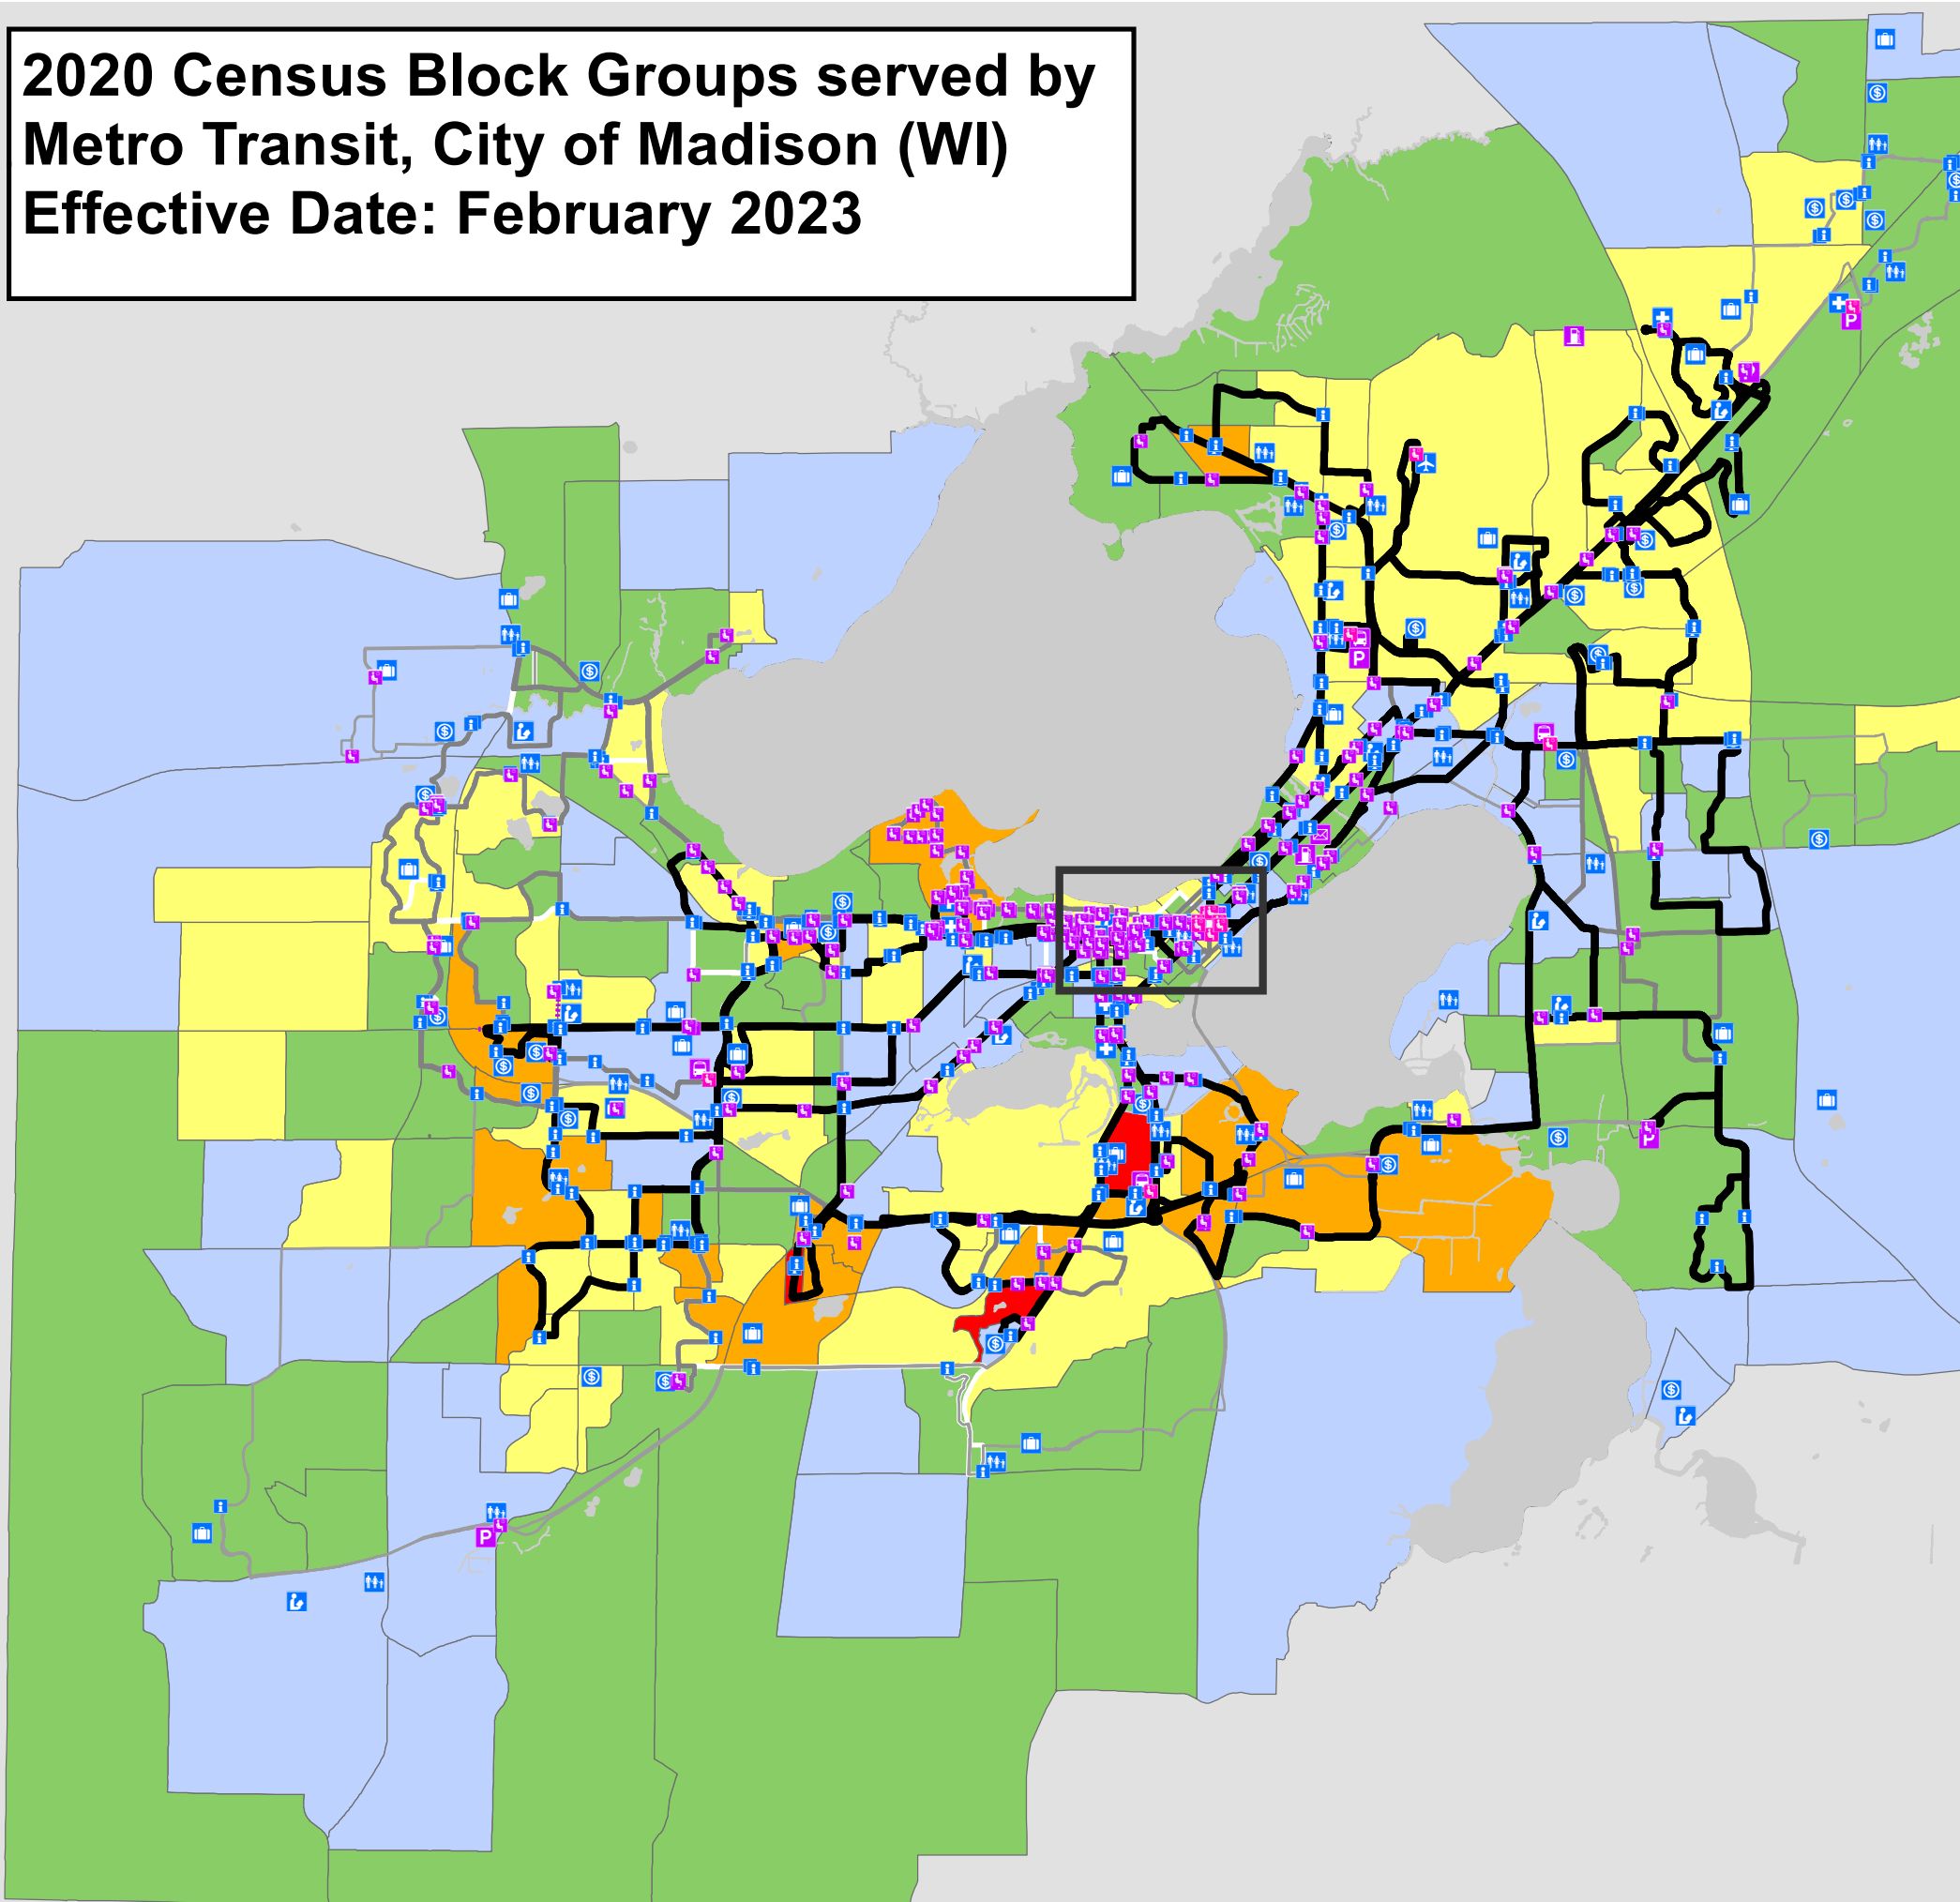 2020 Census Block Groups served by
Metro Transit, City of Madison (WI)
Effective Date: February 2023